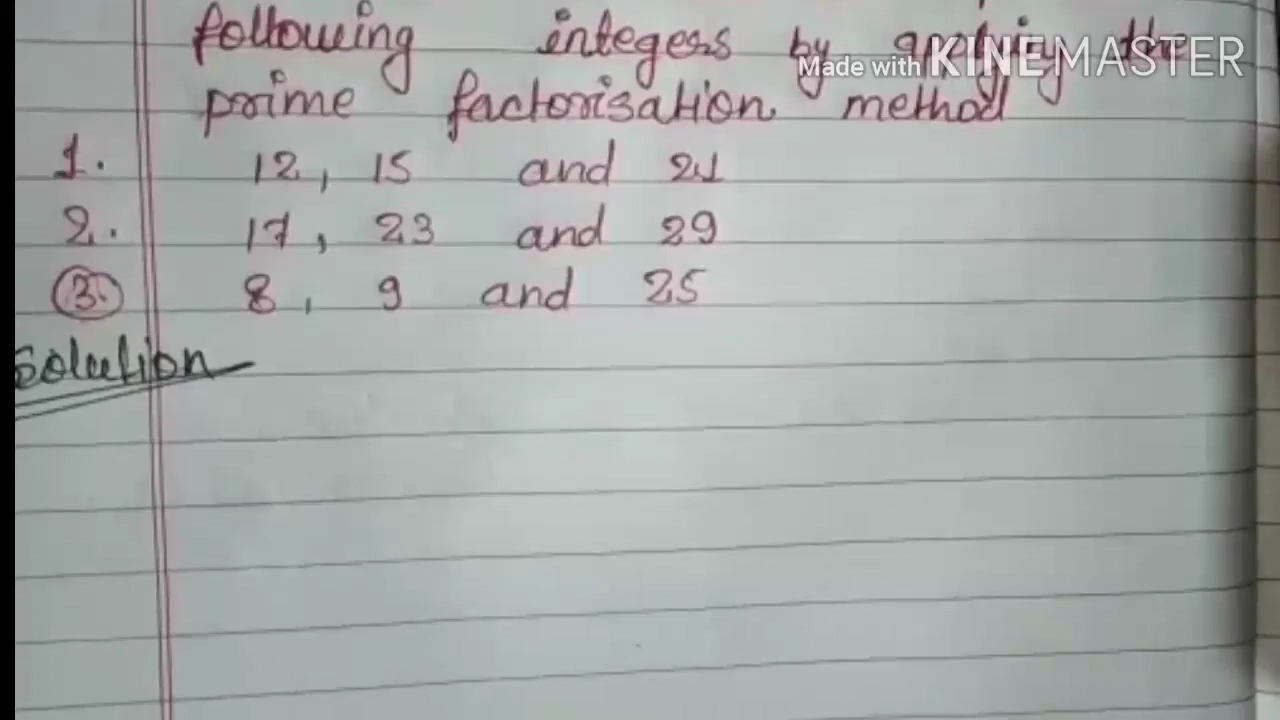 following integers by applying the
Made with KINEMASTER
prime factorisation method
1. 12, 15 and 21
2. 17, 23 and 29
3. 8, 9 and 25
Solution